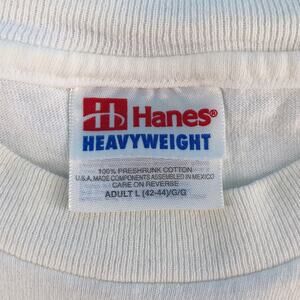 Hanes®
HEAVYWEIGHT
100% PRESHRUNK COTTON
U.S.A. MADE COMPONENTS ASSEMBLED IN MEXICO
CARE ON REVERSE
ADULT L (42-44)/G/G